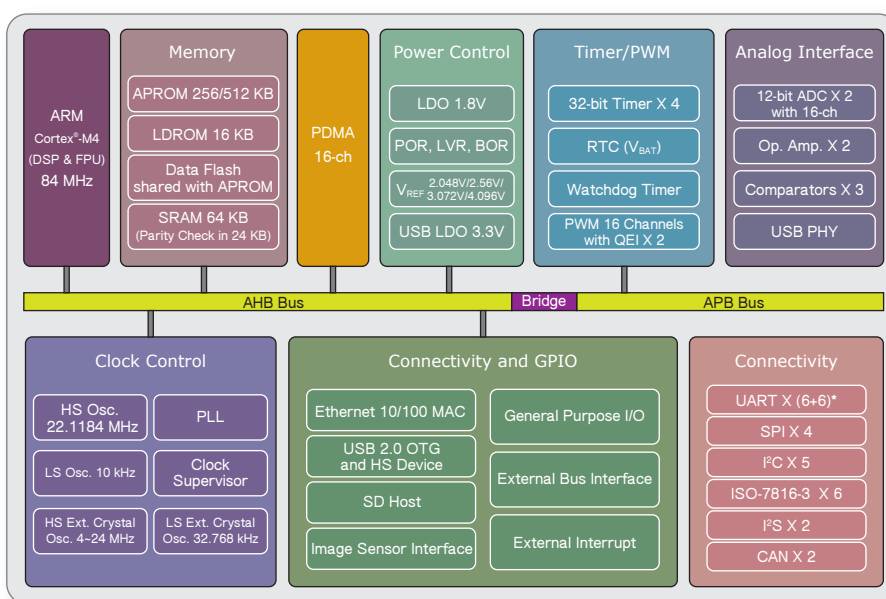 ARM
Cortex®-M4
(DSP & FPU)
84 MHz
Memory
APROM 256/512 KB
LDROM 16 KB
Data Flash
shared with APROM
SRAM 64 KB
(Parity Check in 24 KB)
PDMA
16-ch
Power Control
LDO 1.8V
POR, LVR, BOR
VREF 2.048V/2.56V/
3.072V/4.096V
USB LDO 3.3V
Timer/PWM
32-bit Timer X 4
RTC (VBAT)
Watchdog Timer
PWM 16 Channels
with QEI X 2
Analog Interface
12-bit ADC X 2
with 16-ch
Op. Amp. X 2
Comparators X 3
USB PHY
AHB Bus
Bridge
APB Bus
Clock Control
HS Osc.
22.1184 MHz
PLL
LS Osc. 10 kHz
Clock
Supervisor
HS Ext. Crystal
Osc. 4~24 MHz
LS Ext. Crystal
Osc. 32.768 kHz
Connectivity and GPIO
Ethernet 10/100 MAC
USB 2.0 OTG
and HS Device
SD Host
Image Sensor Interface
General Purpose I/O
External Bus Interface
External Interrupt
Connectivity
UART X (6+6)*
SPI X 4
I²C X 5
ISO-7816-3 X 6
I²S X 2
CAN X 2